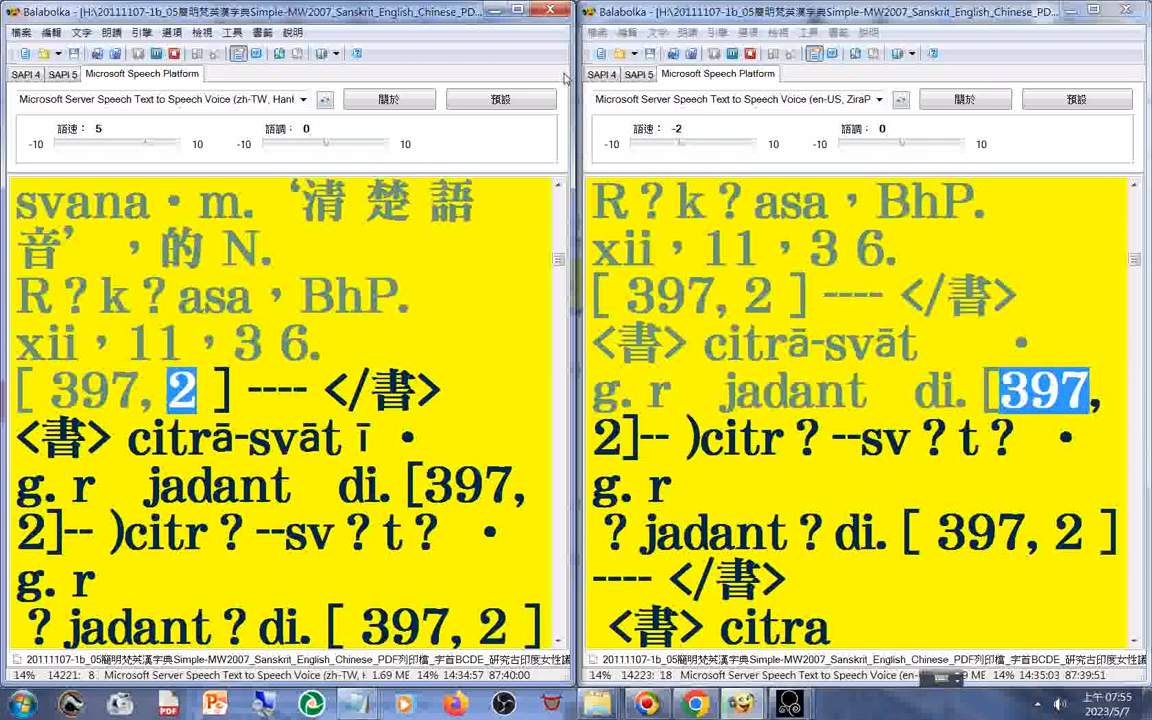 Balabolka - [H:\20111107-1b_05簡明梵英漢字典Simple-MW2007_Sanskrit_English_Chinese_PD...
檔案 編輯 文字 朗讀 引擎 選項 檢視 工具 書籤 說明
SAPI 4 SAPI 5 Microsoft Speech Platform
Microsoft Server Speech Text to Speech Voice (zh-TW, Han 關於 預設
語速： 5 語調： 0
-10 10 -10 10
svana・m.‘清 楚 語
音’，的 N.
R？k？asa，BhP.
xii，11，3 6.
[ 397, 2 ] ---- </書>
<書> citrā-svāt ī ・
g. r jadant di. [397,
2]-- )citr？--sv？t？ ・
g. r
？jadant？di. [ 397, 2 ]
20111107-1b_05簡明梵英漢字典Simple-MW2007_Sanskrit_English_Chinese_PDF列印檔_字首BCDE_研究古印度女性議
14% 14221: 8 Microsoft Server Speech Text to Speech Voice (zh-TW, 1.69 ME 14% 14:34:57 87:40:00
Balabolka - [H:\20111107-1b_05簡明梵英漢字典Simple-MW2007_Sanskrit_English_Chinese_PD...
檔案 編輯 文字 朗讀 引擎 選項 檢視 工具 書籤 說明
SAPI 4 SAPI 5 Microsoft Speech Platform
Microsoft Server Speech Text to Speech Voice (en-US, ZiraP 關於 預設
語速： -2 語調： 0
-10 10 -10 10
R？k？asa，BhP.
xii，11，3 6.
[ 397, 2 ] ---- </書>
<書> citrā-svāt ・
g. r jadant di. [397,
2]-- )citr？--sv？t？ ・
g. r
？jadant？di. [ 397, 2 ]
---- </書>
<書> citra
20111107-1b_05簡明梵英漢字典Simple-MW2007_Sanskrit_English_Chinese_PDF列印檔_字首BCDE_研究古印度女性議
14% 14223: 18 Microsoft Server Speech Text to Speech Voice (en-U 14% 14:35:03 87:39:51
上午 07:55
2023/5/7